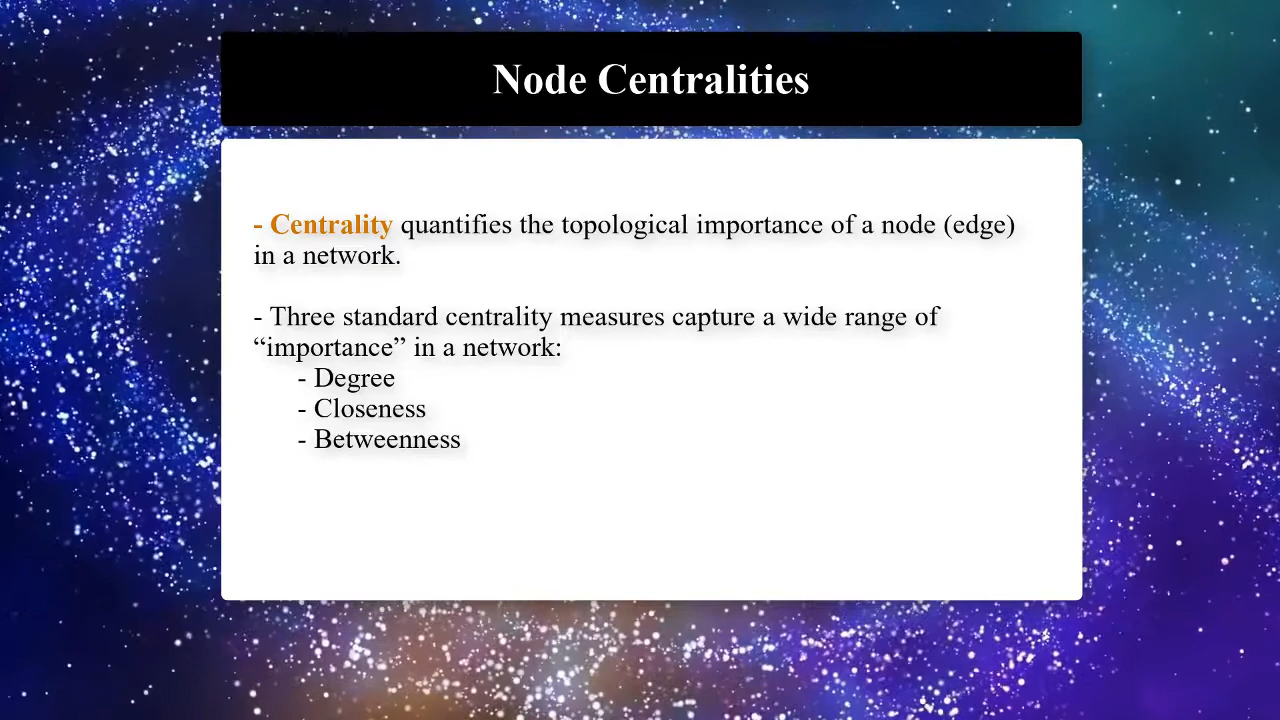 Node Centralities
- Centrality quantifies the topological importance of a node (edge)
in a network.
- Three standard centrality measures capture a wide range of
“importance” in a network:
- Degree
- Closeness
- Betweenness